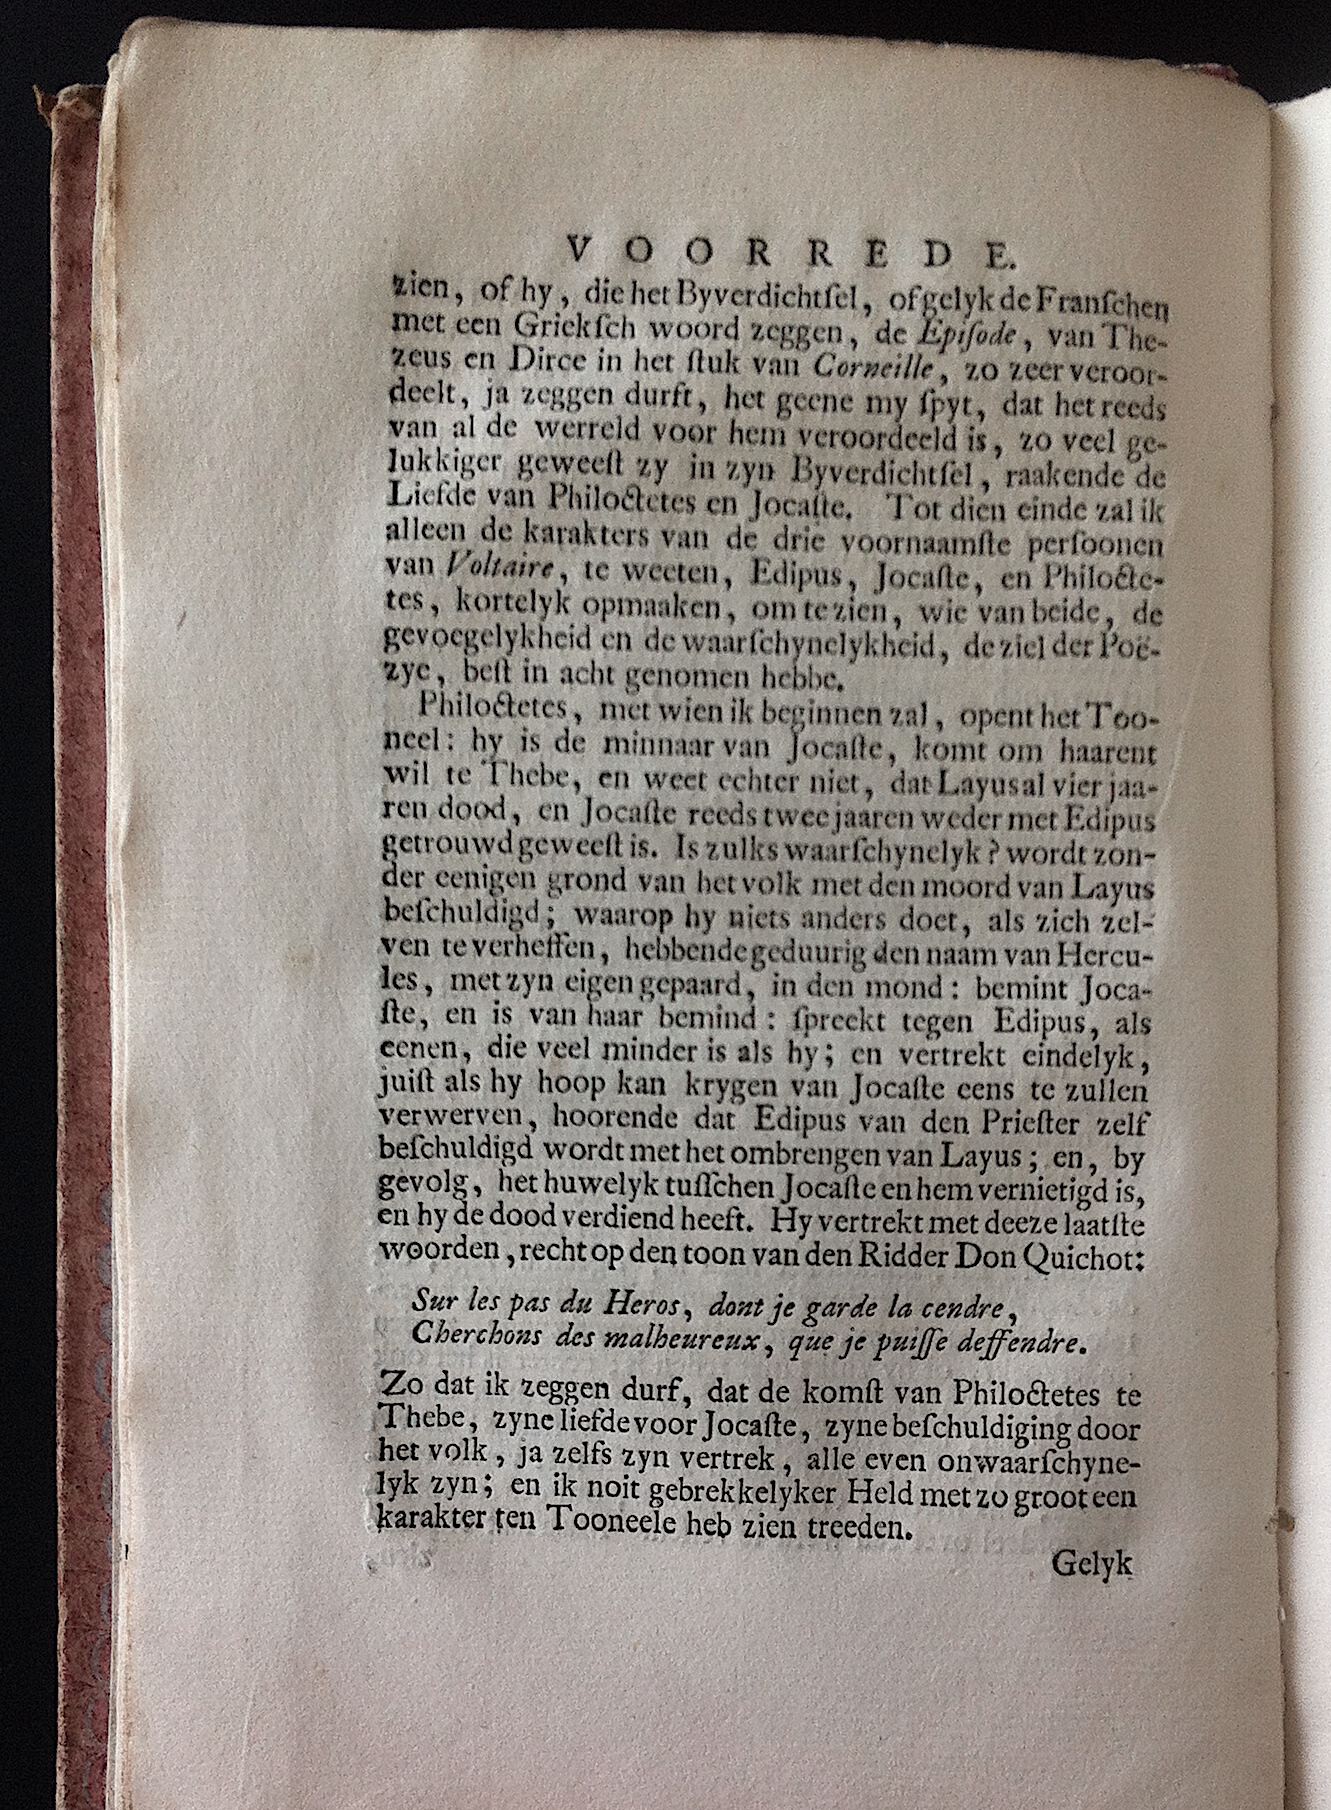 VOORREDE.
zien, of hy, die het Byverdichtſel, of gelyk de Franſchen
met een Griekſch woord zeggen, de Epiſode, van The-
zeus en Dirce in het ſtuk van Corneille, zo zeer veroor-
deelt, ja zeggen durft, het geene my ſpyt, dat het reeds
van al de werreld voor hem veroordeeld is, zo veel ge-
lukkiger geweeſt zy in zyn Byverdichtſel, raakende de
Liefde van Philoctetes en Jocaſte. Tot dien einde zal ik
alleen de karakters van de drie voornaamſte perſoonen
van Voltaire, te weeten, Edipus, Jocaſte, en Philocte-
tes, kortelyk opmaaken, om te zien, wie van beide, de
gevoegelykheid en de waarſchynelykheid, de ziel der Poë-
zye, beſt in acht genomen hebbe.
Philoctetes, met wien ik beginnen zal, opent het Too-
neel: hy is de minnaar van Jocaſte, komt om haarent
wil te Thebe, en weet echter niet, dat Layus al vier jaa-
ren dood, en Jocaſte reeds twee jaaren weder met Edipus
getrouwd geweeſt is. Is zulks waarſchynelyk? wordt zon-
der eenigen grond van het volk met den moord van Layus
beſchuldigd; waarop hy niets anders doet, als zich zel-
ven te verheffen, hebbende geduurig den naam van Hercu-
les, met zyn eigen gepaard, in den mond: bemint Joca-
ſte, en is van haar bemind: ſpreekt tegen Edipus, als
eenen, die veel minder is als hy; en vertrekt eindelyk,
juiſt als hy hoop kan krygen van Jocaſte eens te zullen
verwerven, hoorende dat Edipus van den Prieſter zelf
beſchuldigd wordt met het ombrengen van Layus; en, by
gevolg, het huwelyk tuſſchen Jocaſte en hem vernietigd is,
en hy de dood verdiend heeft. Hy vertrekt met deeze laatſte
woorden, recht op den toon van den Ridder Don Quichot:
Sur les pas du Heros, dont je garde la cendre,
Cherchons des malheureux, que je puiſſe deffendre.
Zo dat ik zeggen durf, dat de komſt van Philoctetes te
Thebe, zyne liefde voor Jocaſte, zyne beſchuldiging door
het volk, ja zelfs zyn vertrek, alle even onwaarſchyne-
lyk zyn; en ik noit gebrekkelyker Held met zo groot een
karakter ten Tooneele heb zien treeden.
Gelyk